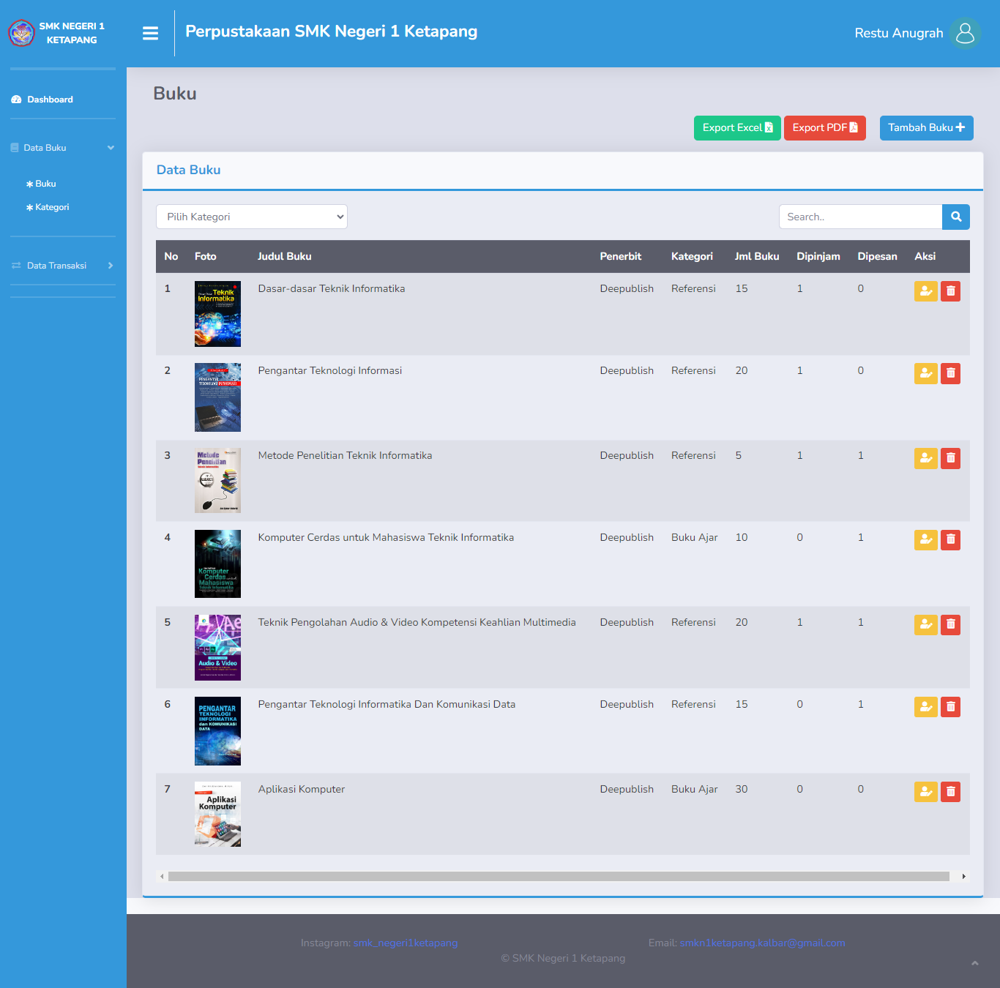 SMK NEGERI 1
KETAPANG
Perpustakaan SMK Negeri 1 Ketapang
Restu Anugrah
Dashboard
Data Buku
Buku
Kategori
Data Transaksi
Buku
Export Excel
Export PDF
Tambah Buku
Data Buku
Pilih Kategori
Search..
No Foto Judul Buku Penerbit Kategori Jml Buku Dipinjam Dipesan Aksi
1 Dasar-dasar Teknik Informatika Deepublish Referensi 15 1 0
Teknik
Informatika
2 Pengantar Teknologi Informasi Deepublish Referensi 20 1 0
PENGANTAR
TEKNOLOGI INFORMASI
3 Metode Penelitian Teknik Informatika Deepublish Referensi 5 1 1
Metode
Penelitian
4 Komputer Cerdas untuk Mahasiswa Teknik Informatika Deepublish Buku Ajar 10 0 1
Komputer
Cerdas
Mahasiswa
Teknik Informatika
5 Teknik Pengolahan Audio & Video Kompetensi Keahlian Multimedia Deepublish Referensi 20 1 1
Audio & Video
6 Pengantar Teknologi Informatika Dan Komunikasi Data Deepublish Referensi 15 0 1
PENGANTAR
TEKNOLOGI
INFORMATIKA
dan KOMUNIKASI
DATA
7 Aplikasi Komputer Deepublish Buku Ajar 30 0 0
Aplikasi
Komputer
Instagram: smk_negeri1ketapang
Email: smkn1ketapang.kalbar@gmail.com
© SMK Negeri 1 Ketapang